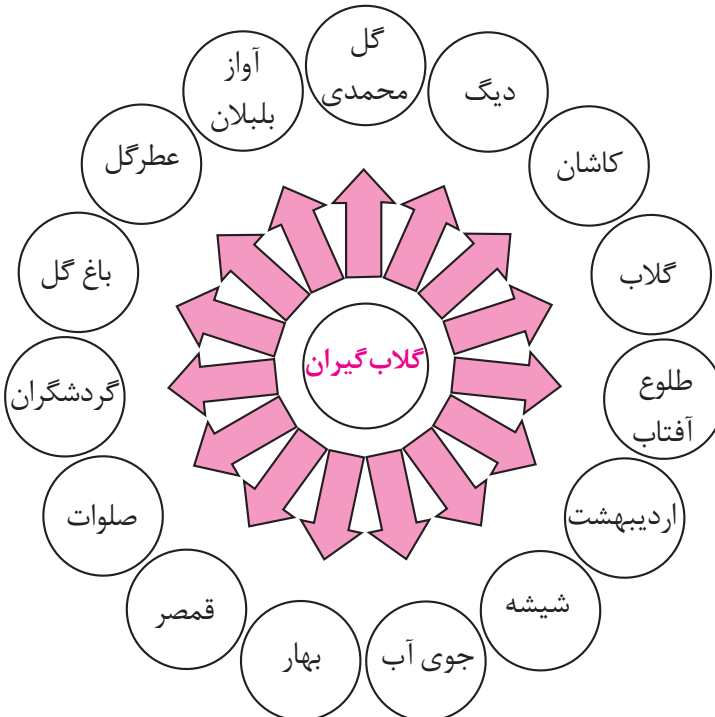 گل
محمدی
دیگ
کاشان
گلاب
طلوع
آفتاب
اردیبهشت
شیشه
جوی آب
بهار
قمصر
صلوات
گردشگران
باغ گل
عطرگل
آواز
بلبلان
گلاب‌گیران